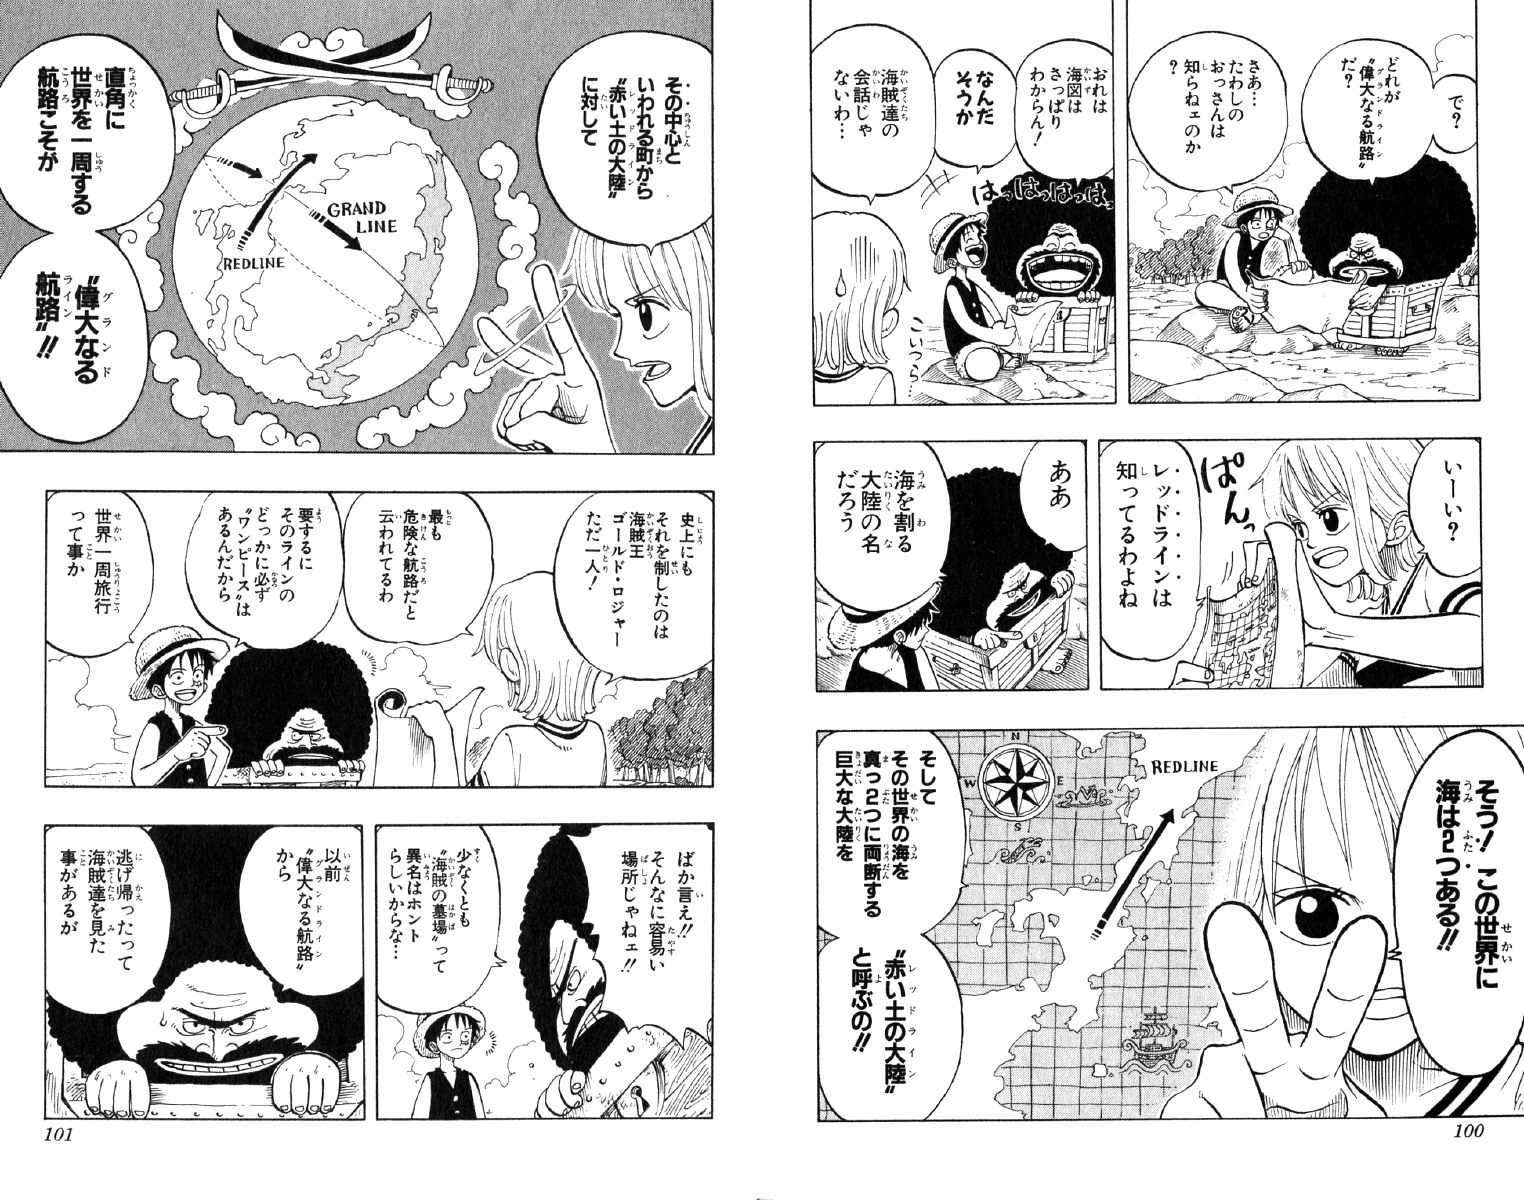 で?
どれが
“偉大なる航路”
だ?
さあ…
たわしの
おっさんは
知らねェのか
?
おれは
海図は
さっぱり
わからん!
なんだ
そうか
はっはっはっはっ
海賊達の
会話じゃ
ないわ…
こいつら…
いーい?
ぱんっ
レッドラインは
知ってるわよね
ああ
海を割る
大陸の名
だろう
そう! この世界に
海は2つある!!
N
E
S
W
REDLINE
そして
その世界の海を
真っ2つに両断する
巨大な大陸を
“赤い土の大陸”
と呼ぶの!!
100
その中心と
いわれる町から
“赤い土の大陸”
に対して
GRAND
LINE
REDLINE
直角に
世界を一周する
航路こそが
“偉大なる
航路”!!
史上にも
それを制したのは
海賊王
ゴールド・ロジャー
ただ一人!
最も
危険な航路だと
云われてるわ
要するに
そのラインの
どっかに必ず
“ワンピース”は
あるんだから
世界一周旅行
って事か
ばか言え!!
そんなに容易い
場所じゃねェ!!
少なくとも
“海賊の墓場”って
異名はホント
らしいからな…
以前
“偉大なる航路”
から
逃げ帰ったって
海賊達を見た
事があるが
101